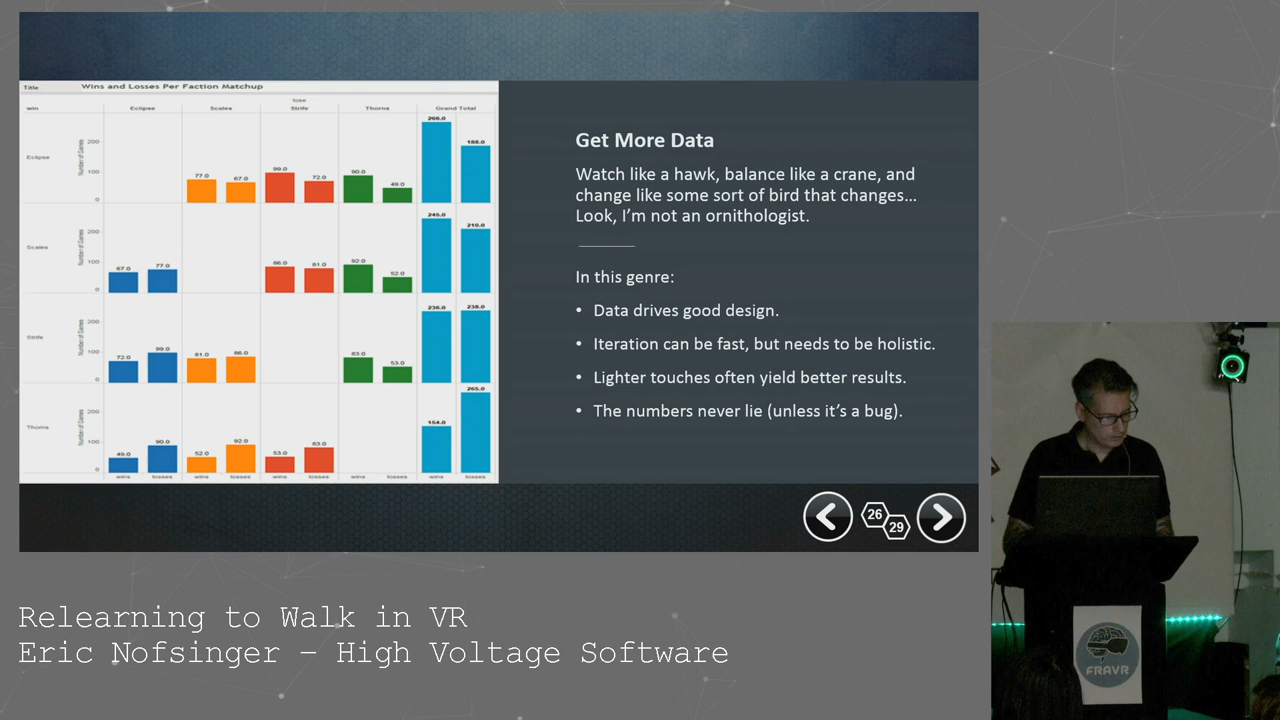 Title Wins and Losses Per Faction Matchup
lose
win Eclipse Scales Strife Thorns Grand Total
Eclipse Number of Games 200 100 0 77.0 67.0 99.0 72.0 90.0 49.0 266.0 188.0
Scales Number of Games 200 100 0 67.0 77.0 86.0 81.0 92.0 52.0 245.0 210.0
Strife Number of Games 200 100 0 72.0 99.0 81.0 86.0 83.0 53.0 236.0 238.0
Thorns Number of Games 200 100 0 49.0 90.0 52.0 92.0 53.0 83.0 154.0 265.0
wins losses wins losses wins losses wins losses wins losses
Get More Data
Watch like a hawk, balance like a crane, and
change like some sort of bird that changes...
Look, I'm not an ornithologist.
In this genre:
• Data drives good design.
• Iteration can be fast, but needs to be holistic.
• Lighter touches often yield better results.
• The numbers never lie (unless it's a bug).
26
29
Relearning to Walk in VR
Eric Nofsinger – High Voltage Software
FRAVR